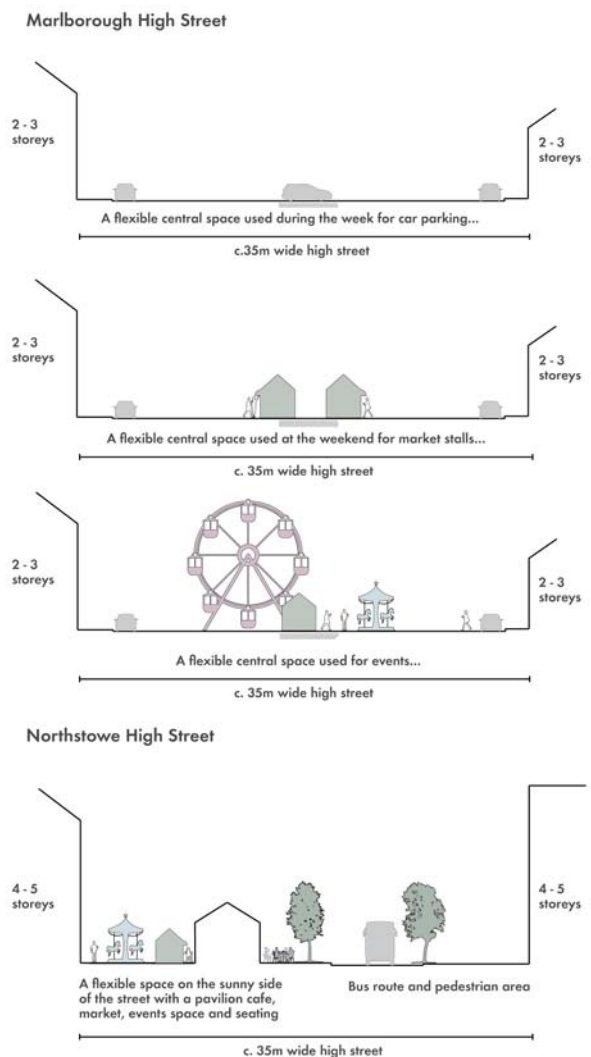 Marlborough High Street
2 - 3
storeys
2 - 3
storeys
A flexible central space used during the week for car parking...
c.35m wide high street
2 - 3
storeys
2 - 3
storeys
A flexible central space used at the weekend for market stalls...
c. 35m wide high street
2 - 3
storeys
2 - 3
storeys
A flexible central space used for events...
c. 35m wide high street
Northstowe High Street
4 - 5
storeys
4 - 5
storeys
A flexible space on the sunny side
of the street with a pavilion cafe,
market, events space and seating
Bus route and pedestrian area
c. 35m wide high street